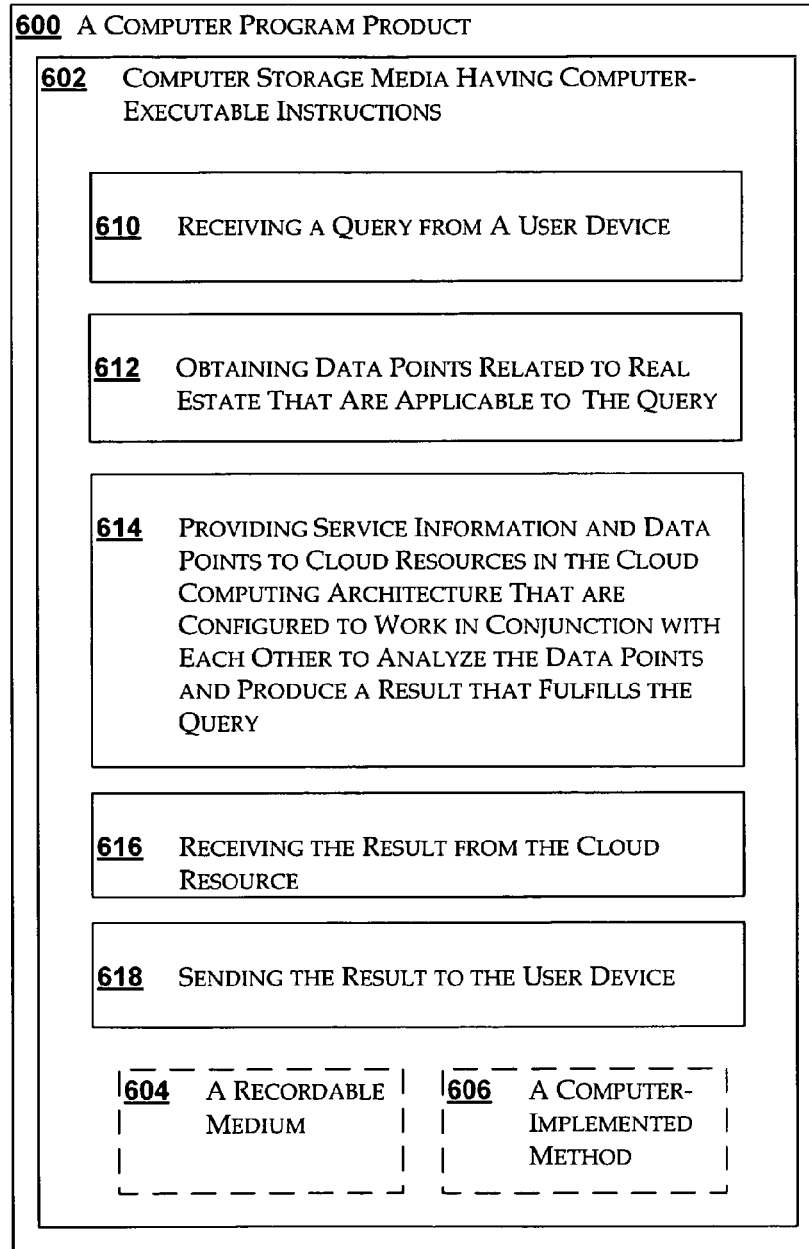 600 A COMPUTER PROGRAM PRODUCT
602 COMPUTER STORAGE MEDIA HAVING COMPUTER-
EXECUTABLE INSTRUCTIONS
610 RECEIVING A QUERY FROM A USER DEVICE
612 OBTAINING DATA POINTS RELATED TO REAL
ESTATE THAT ARE APPLICABLE TO THE QUERY
614 PROVIDING SERVICE INFORMATION AND DATA
POINTS TO CLOUD RESOURCES IN THE CLOUD
COMPUTING ARCHITECTURE THAT ARE
CONFIGURED TO WORK IN CONJUNCTION WITH
EACH OTHER TO ANALYZE THE DATA POINTS
AND PRODUCE A RESULT THAT FULFILLS THE
QUERY
616 RECEIVING THE RESULT FROM THE CLOUD
RESOURCE
618 SENDING THE RESULT TO THE USER DEVICE
604 A RECORDABLE
MEDIUM
606 A COMPUTER-
IMPLEMENTED
METHOD